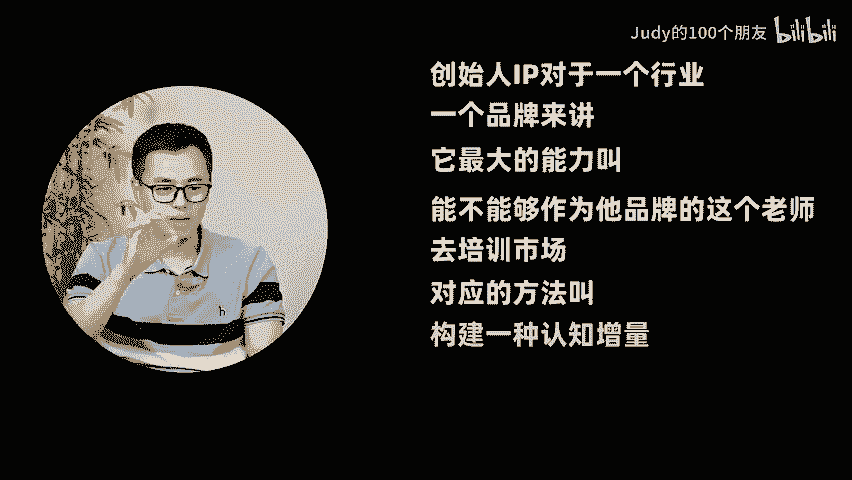 Judy的100个朋友 bilibili
创始人IP对于一个行业
一个品牌来讲
它最大的能力叫
能不能够作为他品牌的这个老师
去培训市场
对应的方法叫
构建一种认知增量
h